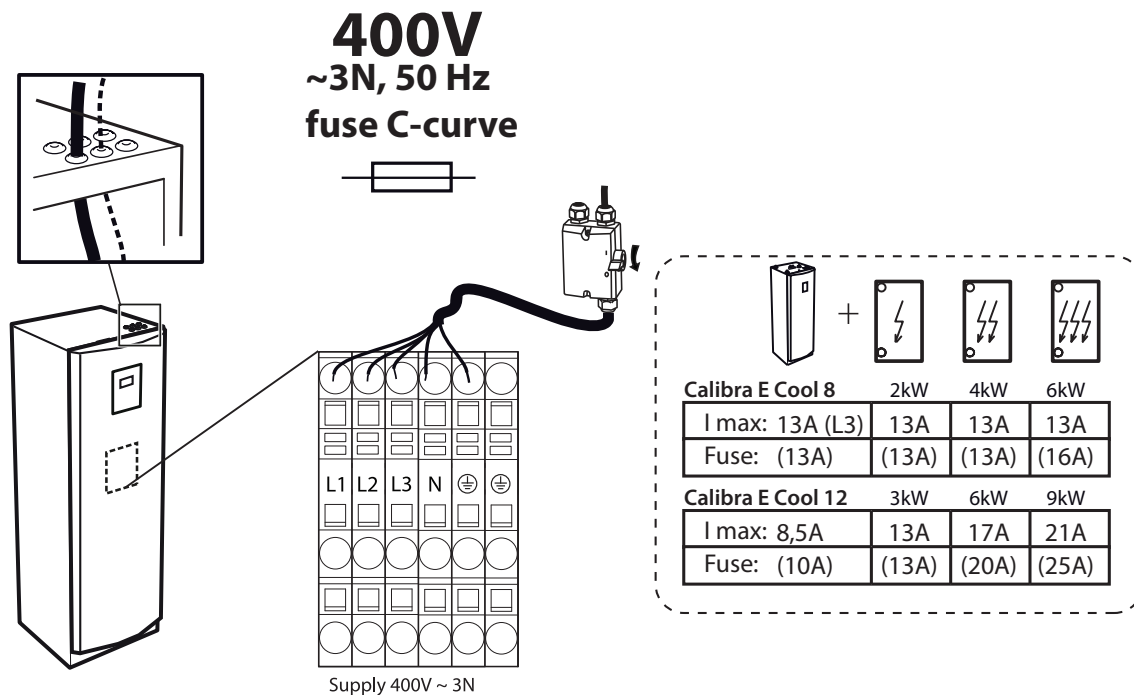 400V
~3N, 50 Hz
fuse C-curve
I
O
+
Calibra E Cool 8 2kW 4kW 6kW
I max: 13A (L3) 13A 13A 13A
Fuse: (13A) (13A) (13A) (16A)
Calibra E Cool 12 3kW 6kW 9kW
I max: 8,5A 13A 17A 21A
Fuse: (10A) (13A) (20A) (25A)
L1 L2 L3 N
Supply 400V ~ 3N